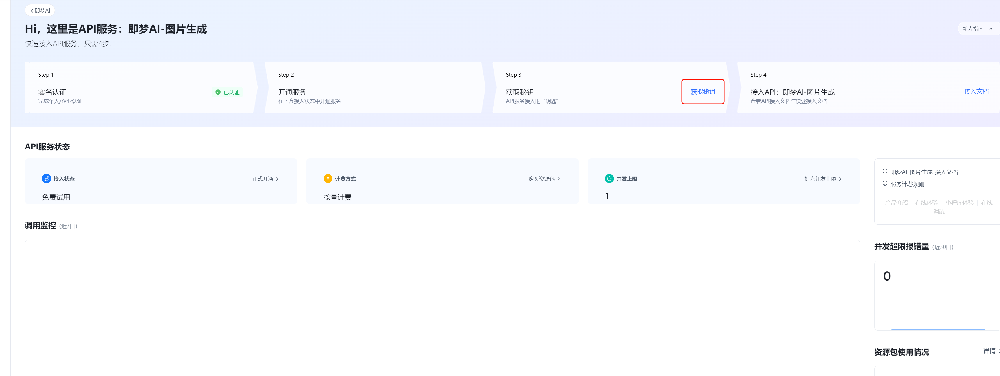 即梦AI
Hi，这里是API服务：即梦AI-图片生成
快速接入API服务，只需4步！
新人指南
Step 1
实名认证
已认证
完成个人/企业认证
Step 2
开通服务
在下方接入状态中开通服务
Step 3
获取秘钥
API服务接入的“钥匙”
获取秘钥
Step 4
接入API：即梦AI-图片生成
查看API接入文档与快速接入文档
接入文档
API服务状态
接入状态
正式开通
免费试用
计费方式
购买资源包
按量计费
并发上限
扩充并发上限
1
即梦AI-图片生成-接入文档
服务计费规则
产品介绍 在线体验 小程序体验 在线
调试
调用监控 (近7日)
并发超限报错量 (近30日)
0
资源包使用情况
详情